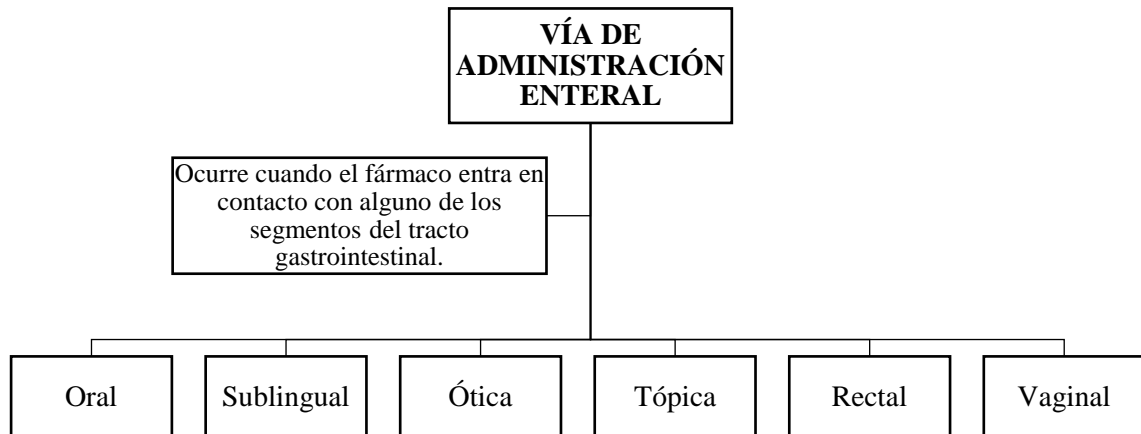 VÍA DE
ADMINISTRACIÓN
ENTERAL
Ocurre cuando el fármaco entra en
contacto con alguno de los
segmentos del tracto
gastrointestinal.
Oral
Sublingual
Ótica
Tópica
Rectal
Vaginal